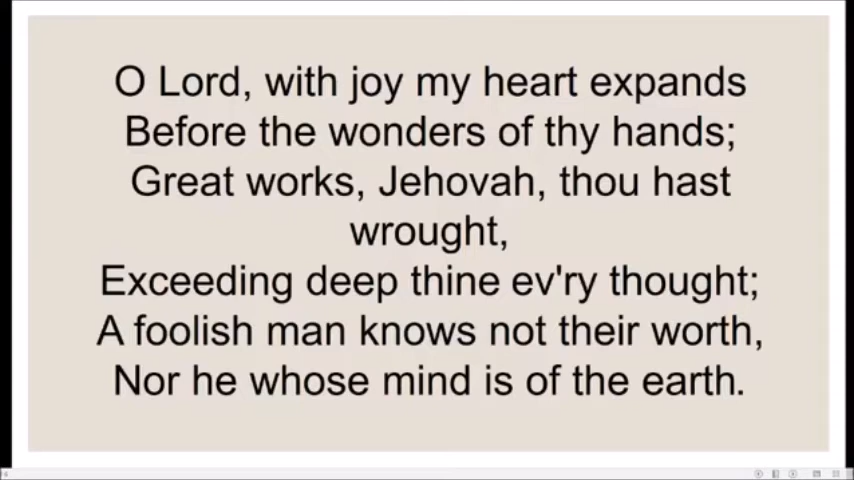 O Lord, with joy my heart expands
Before the wonders of thy hands;
Great works, Jehovah, thou hast
wrought,
Exceeding deep thine ev'ry thought;
A foolish man knows not their worth,
Nor he whose mind is of the earth.